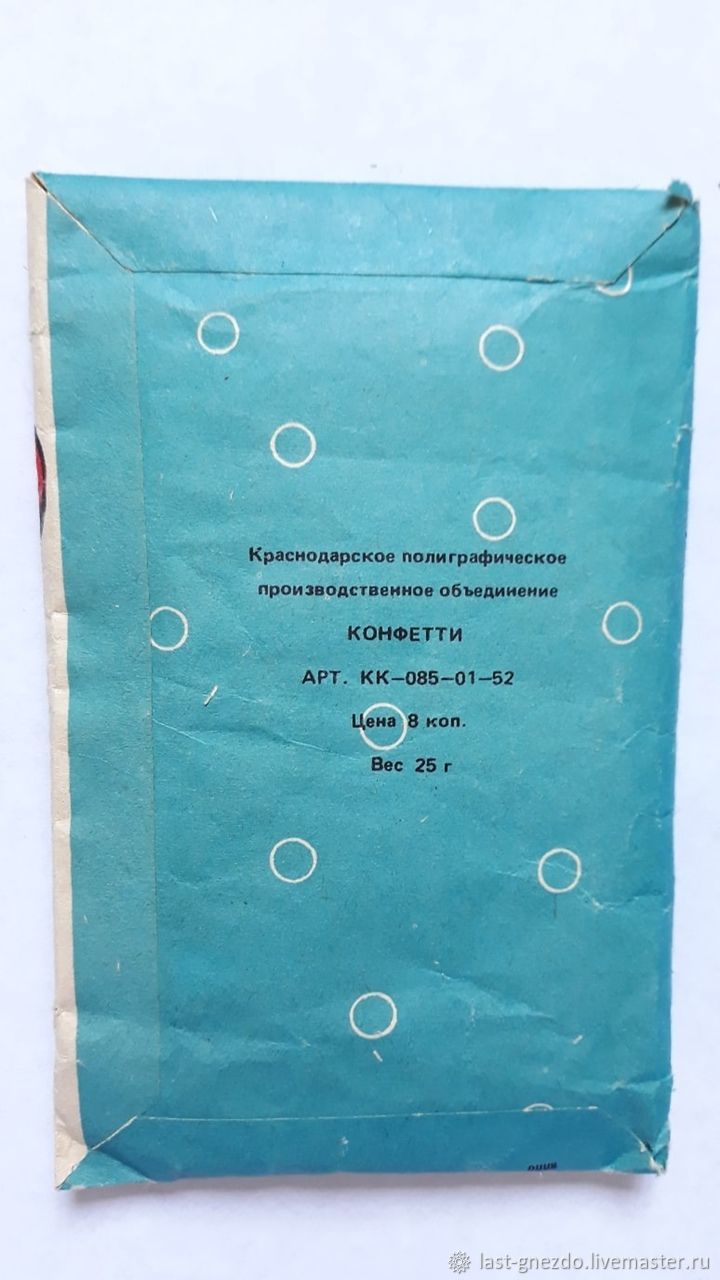 Краснодарское полиграфическое
производственное объединение
КОНФЕТТИ
АРТ. КК—085—01—52
Цена 8 коп.
Вес 25 г
last-gnezdo.livemaster.ru